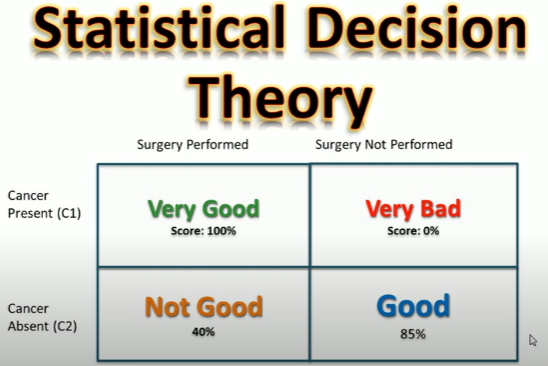 Statistical Decision
Theory
Surgery Performed
Surgery Not Performed
Cancer
Present (C1)
Very Good
Score: 100%
Very Bad
Score: 0%
Cancer
Absent (C2)
Not Good
40%
Good
85%